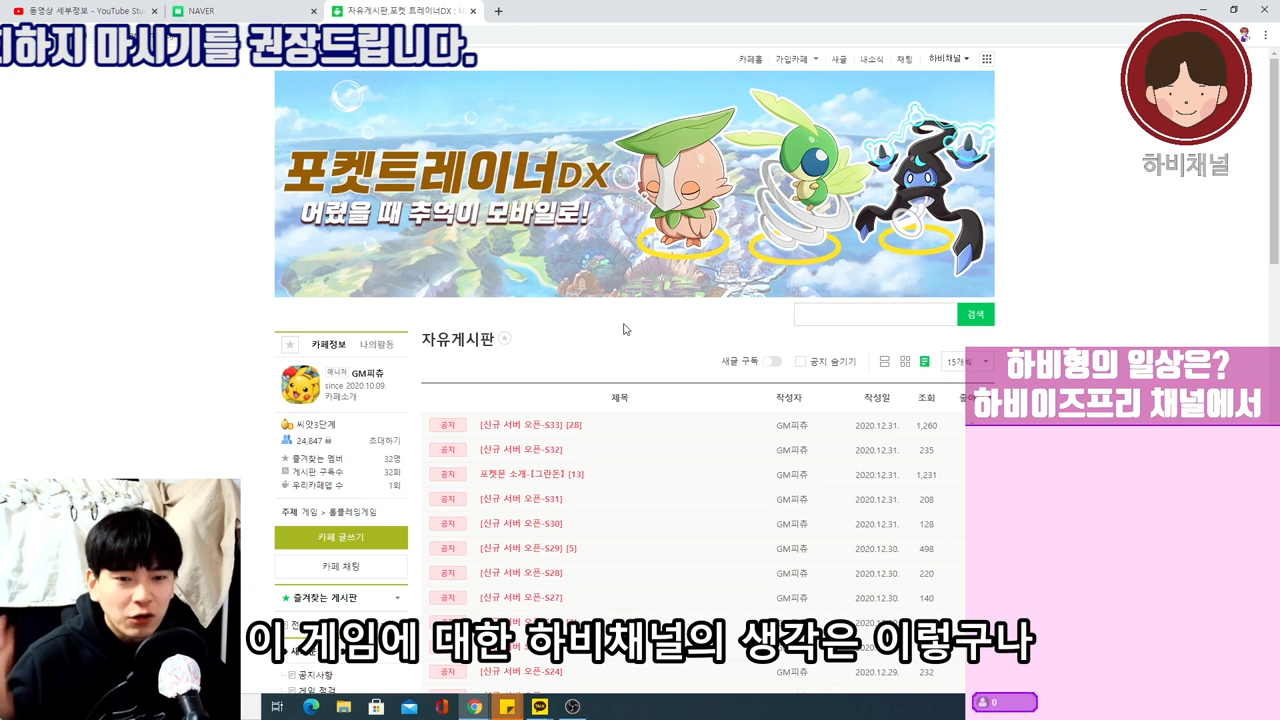 동영상 세부정보 - YouTube Stu
NAVER
자유게시판,포켓 트레이너DX : 네
하지 마시기를 권장드립니다.
카페홈
가입카페
새글
내소식
채팅
하비채널
하비채널
포켓트레이너DX
어렸을 때 추억이 모바일로!
검색
카페정보
나의활동
매니저 GM피츄
since 2020.10.09.
카페소개
씨앗3단계
24,847
초대하기
즐겨찾는 멤버 32명
게시판 구독수 32회
우리카페앱 수 1회
주제 게임 > 롤플레잉게임
카페 글쓰기
카페 채팅
즐겨찾는 게시판
공지사항
게임 점검
자유게시판
새글 구독
공지 숨기기
15개씩
제목 작성자 작성일 조회 좋아
공지 [신규 서버 오픈-S33] [28] GM피츄 2020.12.31. 1,260
공지 [신규 서버 오픈-S32] GM피츄 2020.12.31. 235
공지 포켓몬 소개-【그란돈】 [13] GM피츄 2020.12.31. 1,231
공지 [신규 서버 오픈-S31] GM피츄 2020.12.31. 208
공지 [신규 서버 오픈-S30] GM피츄 2020.12.31. 128
공지 [신규 서버 오픈-S29] [5] GM피츄 2020.12.30. 498
공지 [신규 서버 오픈-S28] GM피츄 2020.12.30. 220
공지 [신규 서버 오픈-S27] GM피츄 2020.12.30. 140
공지 [신규 서버 오픈-S24] GM피츄 2020.12.29. 232
하비형의 일상은?
하비이즈프리 채널에서
이 게임에 대한 하비채널의 생각은 이렇구나
TALK
0